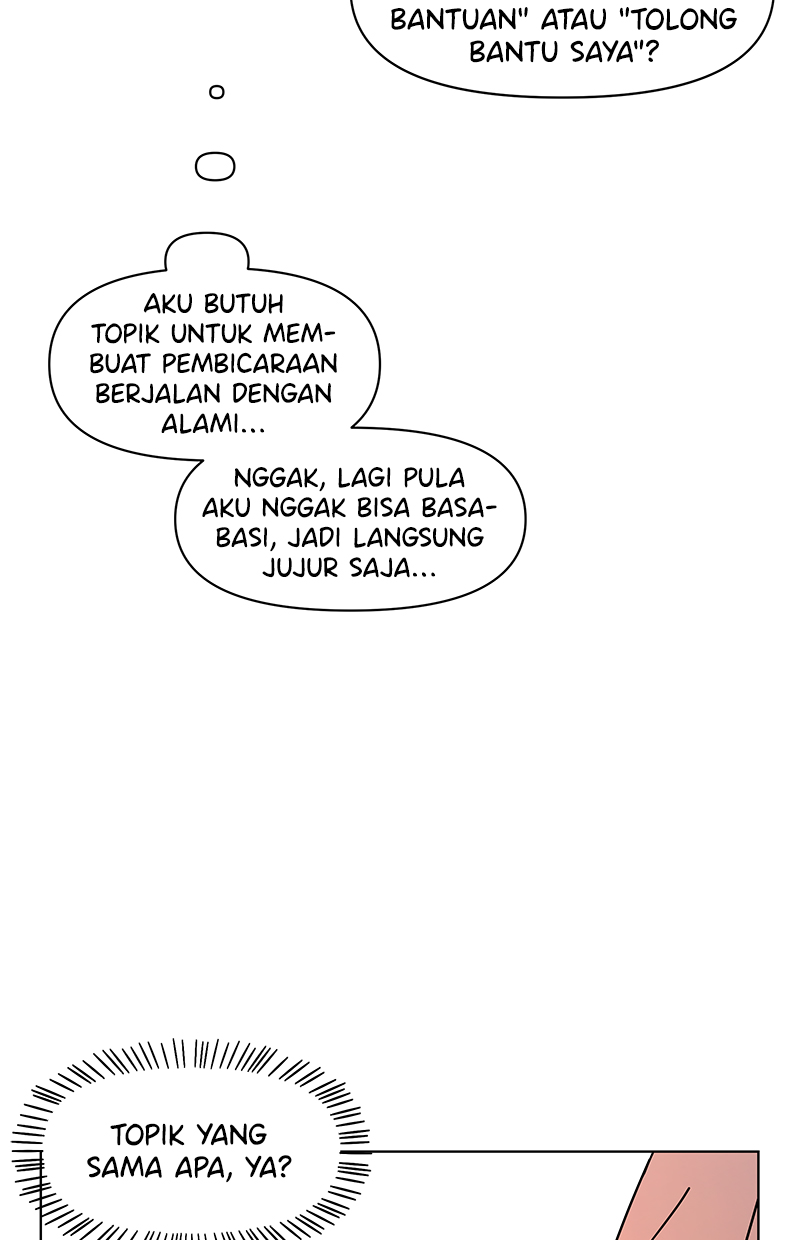 BANTUAN" ATAU "TOLONG
BANTU SAYA"?
AKU BUTUH
TOPIK UNTUK MEM-
BUAT PEMBICARAAN
BERJALAN DENGAN
ALAMI...
NGGAK, LAGI PULA
AKU NGGAK BISA BASA-
BASI, JADI LANGSUNG
JUJUR SAJA...
TOPIK YANG
SAMA APA, YA?